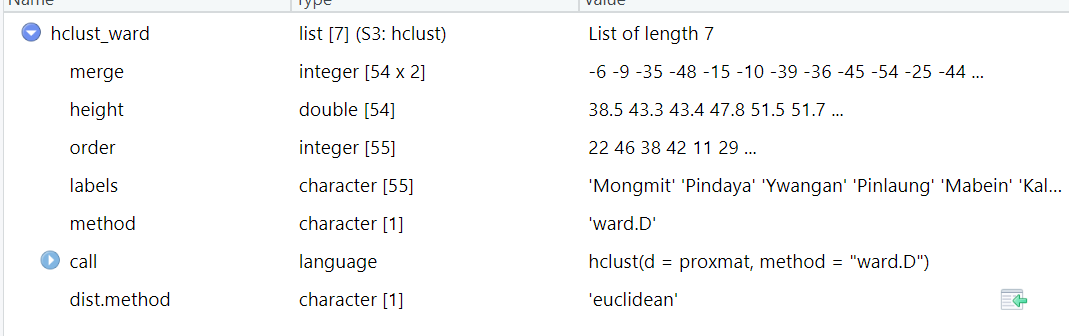 Name Type Value
hclust_ward list [7] (S3: hclust) List of length 7
merge integer [54 x 2] -6 -9 -35 -48 -15 -10 -39 -36 -45 -54 -25 -44 ...
height double [54] 38.5 43.3 43.4 47.8 51.5 51.7 ...
order integer [55] 22 46 38 42 11 29 ...
labels character [55] 'Mongmit' 'Pindaya' 'Ywangan' 'Pinlaung' 'Mabein' 'Kal...
method character [1] 'ward.D'
call language hclust(d = proxmat, method = "ward.D")
dist.method character [1] 'euclidean'